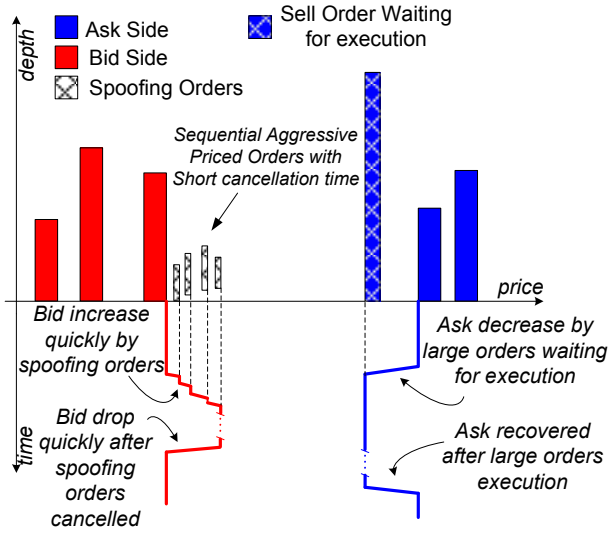 depth
Ask Side
Bid Side
Spoofing Orders
Sell Order Waiting
for execution
Sequential Aggressive
Priced Orders with
Short cancellation time
price
Bid increase
quickly by
spoofing orders
Ask decrease by
large orders waiting
for execution
time
Bid drop
quickly after
spoofing
orders
cancelled
Ask recovered
after large orders
execution